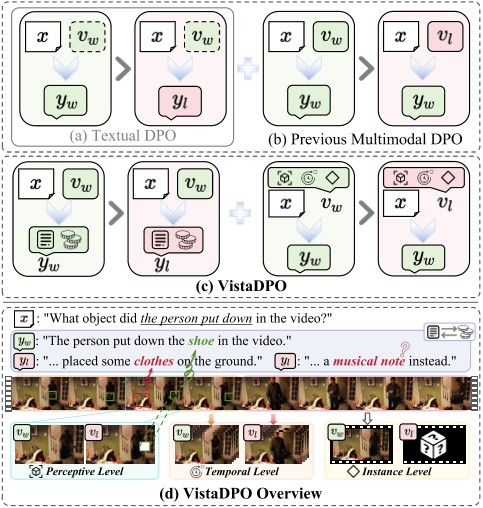 x v_w > x v_w + x v_w > x v_l
y_w y_l y_w y_w
(a) Textual DPO (b) Previous Multimodal DPO
x v_w > x v_w + x v_w > x v_l
y_w y_l y_w y_w
(c) VistaDPO
x : "What object did the person put down in the video?"
y_w : "The person put down the shoe in the video."
y_l : "... placed some clothes on the ground." y_l : "... a musical note instead."
v_w v_l v_w v_l v_w v_l
Perceptive Level Temporal Level Instance Level
(d) VistaDPO Overview